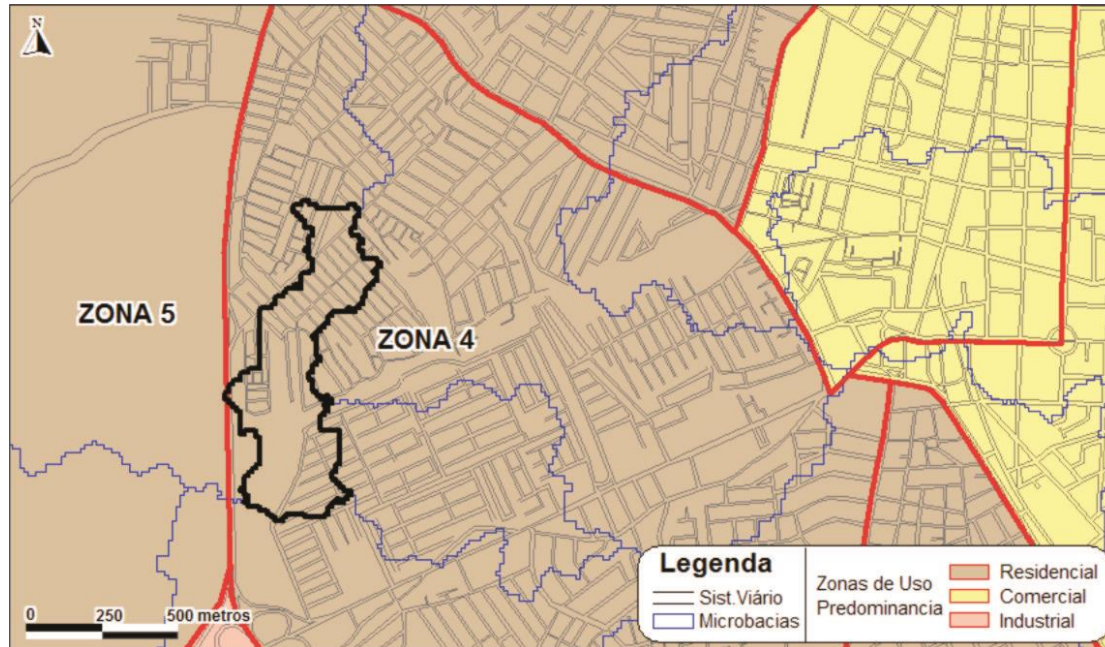 N
ZONA 5
ZONA 4
0 250 500 metros
Legenda
Sist.Viário
Microbacias
Zonas de Uso
Predominancia
Residencial
Comercial
Industrial